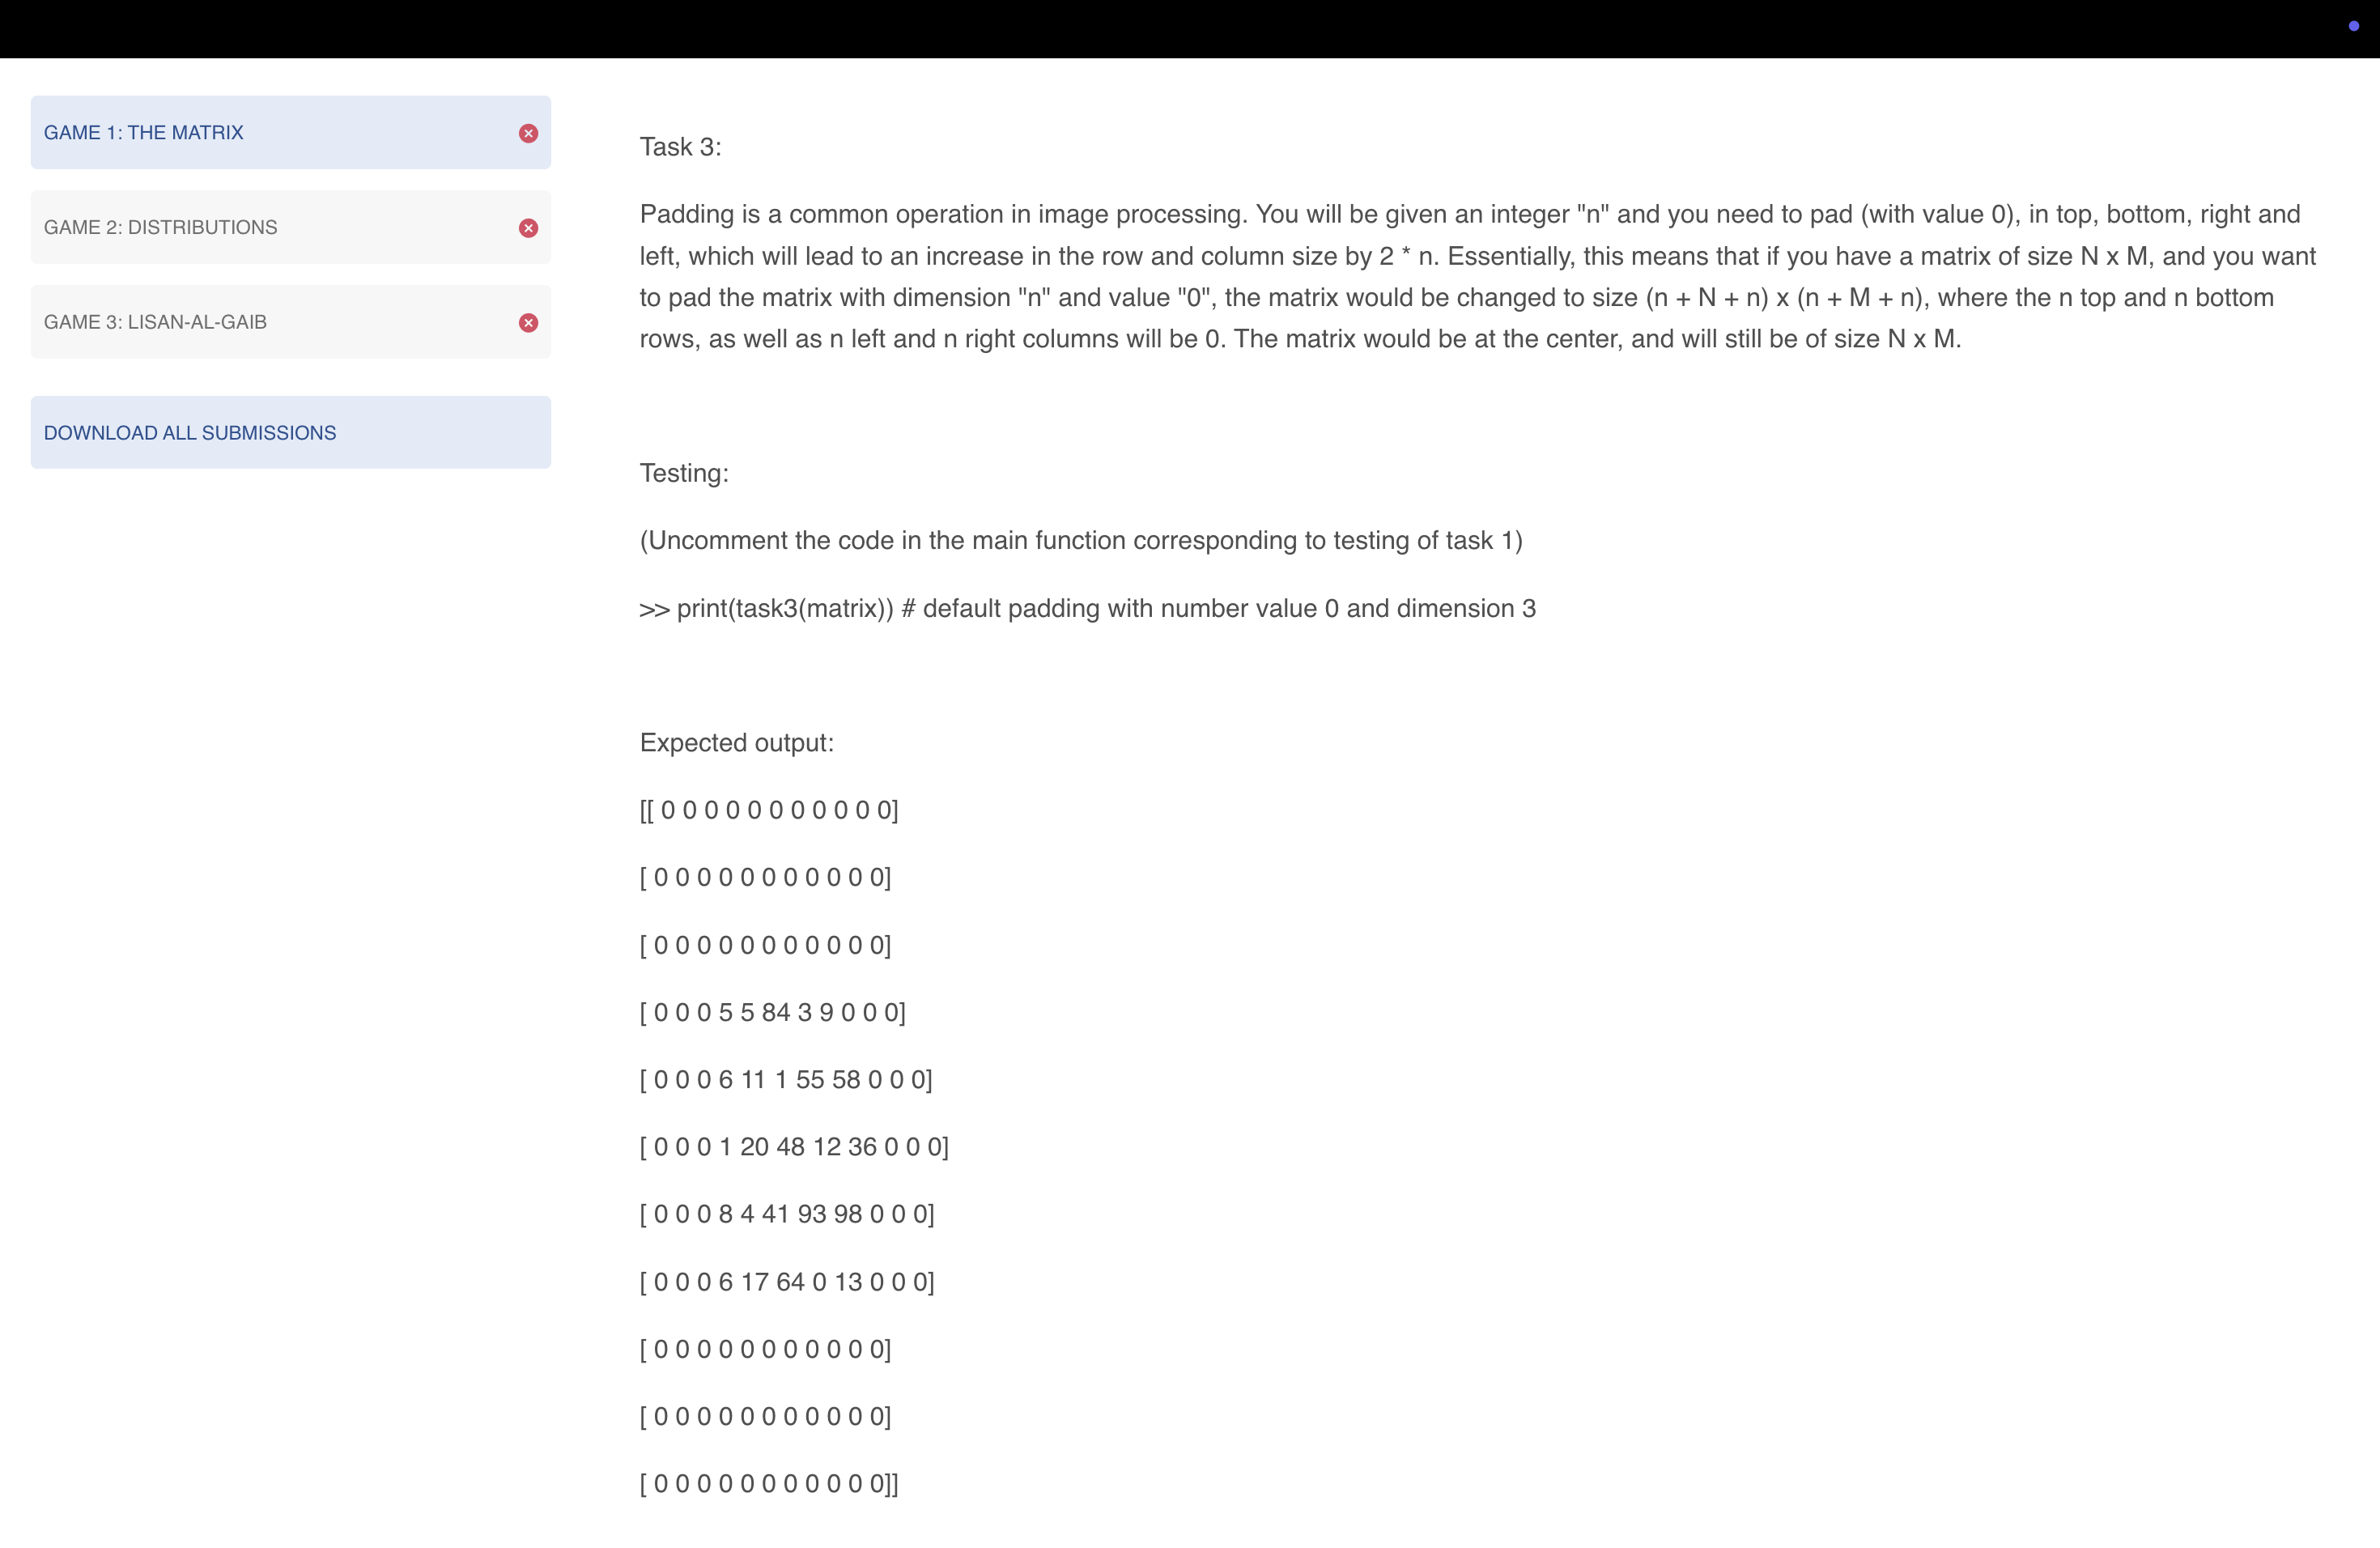 GAME 1: THE MATRIX
GAME 2: DISTRIBUTIONS
GAME 3: LISAN-AL-GAIB
DOWNLOAD ALL SUBMISSIONS
Task 3:
Padding is a common operation in image processing. You will be given an integer "n" and you need to pad (with value 0), in top, bottom, right and
left, which will lead to an increase in the row and column size by 2 * n. Essentially, this means that if you have a matrix of size N x M, and you want
to pad the matrix with dimension "n" and value "0", the matrix would be changed to size (n + N + n) x (n + M + n), where the n top and n bottom
rows, as well as n left and n right columns will be 0. The matrix would be at the center, and will still be of size N x M.
Testing:
(Uncomment the code in the main function corresponding to testing of task 1)
>> print(task3(matrix)) # default padding with number value 0 and dimension 3
Expected output:
[[ 0 0 0 0 0 0 0 0 0 0 0]
[ 0 0 0 0 0 0 0 0 0 0 0]
[ 0 0 0 0 0 0 0 0 0 0 0]
[ 0 0 0 5 5 84 3 9 0 0 0]
[ 0 0 0 6 11 1 55 58 0 0 0]
[ 0 0 0 1 20 48 12 36 0 0 0]
[ 0 0 0 8 4 41 93 98 0 0 0]
[ 0 0 0 6 17 64 0 13 0 0 0]
[ 0 0 0 0 0 0 0 0 0 0 0]
[ 0 0 0 0 0 0 0 0 0 0 0]
[ 0 0 0 0 0 0 0 0 0 0 0]]